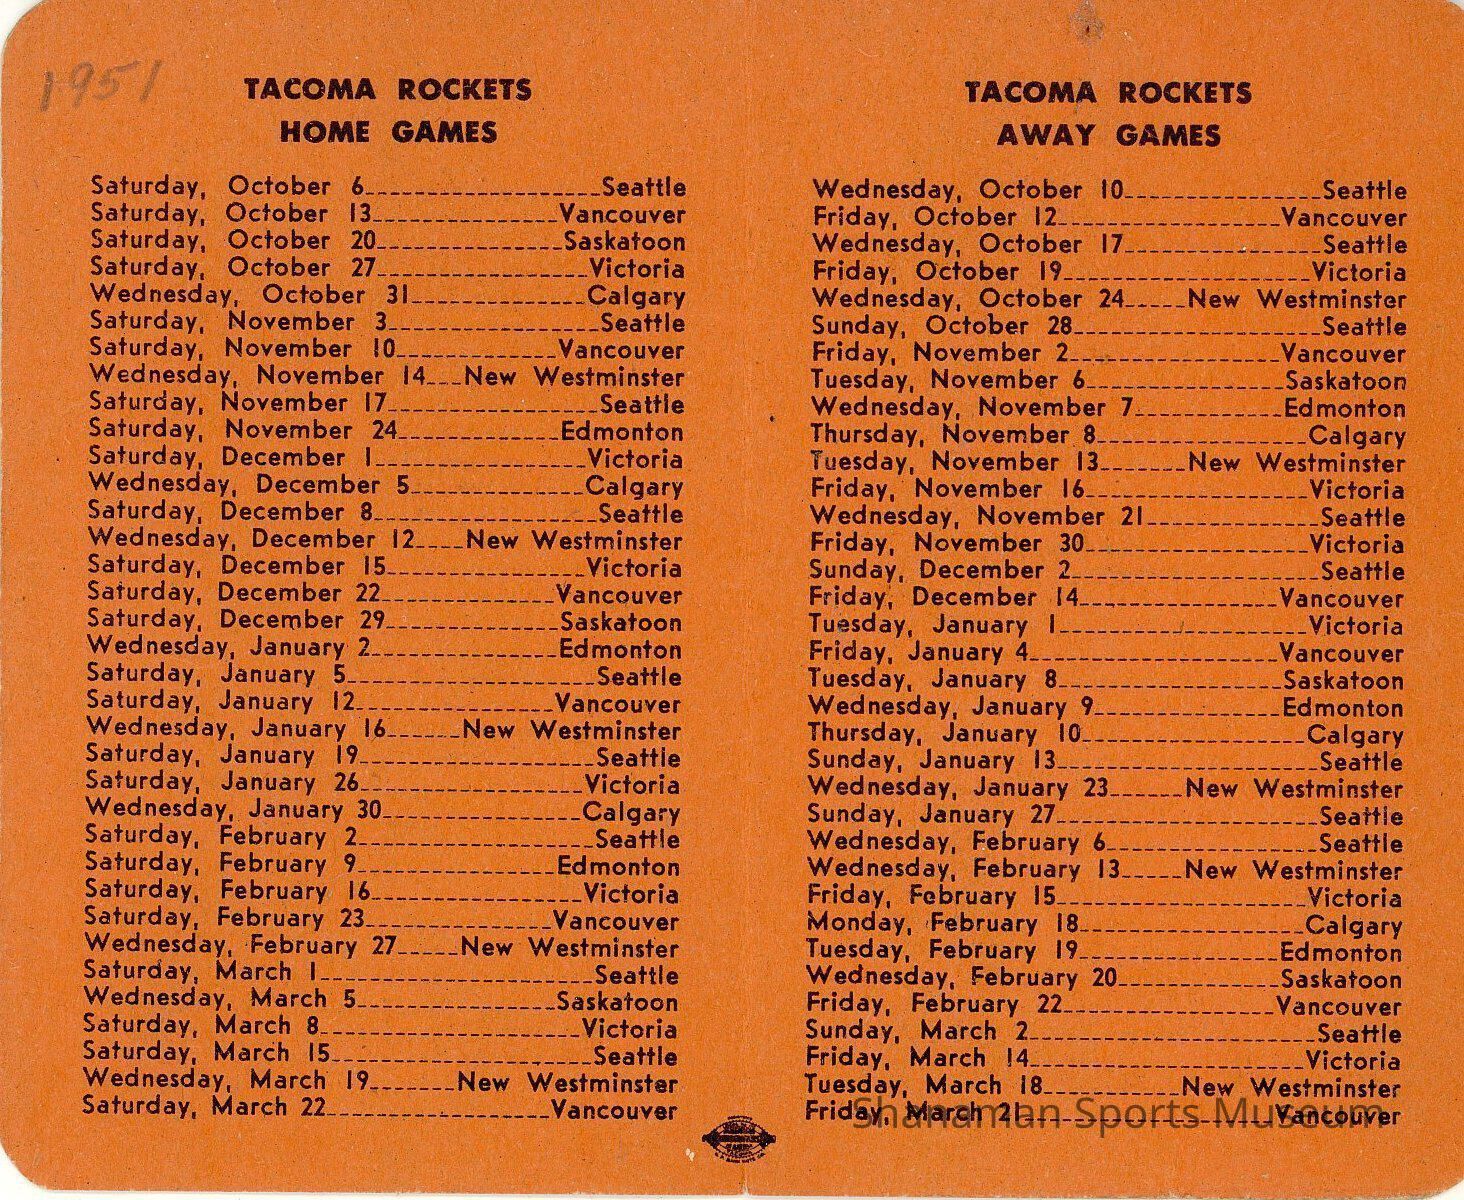 1951
TACOMA ROCKETS
HOME GAMES
Saturday, October 6 Seattle
Saturday, October 13 Vancouver
Saturday, October 20 Saskatoon
Saturday, October 27 Victoria
Wednesday, October 31 Calgary
Saturday, November 3 Seattle
Saturday, November 10 Vancouver
Wednesday, November 14 New Westminster
Saturday, November 17 Seattle
Saturday, November 24 Edmonton
Saturday, December 1 Victoria
Wednesday, December 5 Calgary
Saturday, December 8 Seattle
Wednesday, December 12 New Westminster
Saturday, December 15 Victoria
Saturday, December 22 Vancouver
Saturday, December 29 Saskatoon
Wednesday, January 2 Edmonton
Saturday, January 5 Seattle
Saturday, January 12 Vancouver
Wednesday, January 16 New Westminster
Saturday, January 19 Seattle
Saturday, January 26 Victoria
Wednesday, January 30 Calgary
Saturday, February 2 Seattle
Saturday, February 9 Edmonton
Saturday, February 16 Victoria
Saturday, February 23 Vancouver
Wednesday, February 27 New Westminster
Saturday, March 1 Seattle
Wednesday, March 5 Saskatoon
Saturday, March 8 Victoria
Saturday, March 15 Seattle
Wednesday, March 19 New Westminster
Saturday, March 22 Vancouver
TACOMA ROCKETS
AWAY GAMES
Wednesday, October 10 Seattle
Friday, October 12 Vancouver
Wednesday, October 17 Seattle
Friday, October 19 Victoria
Wednesday, October 24 New Westminster
Sunday, October 28 Seattle
Friday, November 2 Vancouver
Tuesday, November 6 Saskatoon
Wednesday, November 7 Edmonton
Thursday, November 8 Calgary
Tuesday, November 13 New Westminster
Friday, November 16 Victoria
Wednesday, November 21 Seattle
Friday, November 30 Victoria
Sunday, December 2 Seattle
Friday, December 14 Vancouver
Tuesday, January 1 Victoria
Friday, January 4 Vancouver
Tuesday, January 8 Saskatoon
Wednesday, January 9 Edmonton
Thursday, January 10 Calgary
Sunday, January 13 Seattle
Wednesday, January 23 New Westminster
Sunday, January 27 Seattle
Wednesday, February 6 Seattle
Wednesday, February 13 New Westminster
Friday, February 15 Victoria
Monday, February 18 Calgary
Tuesday, February 19 Edmonton
Wednesday, February 20 Saskatoon
Friday, February 22 Vancouver
Sunday, March 2 Seattle
Friday, March 14 Victoria
Tuesday, March 18 New Westminster
Friday, March 21 Vancouver
Shanaman Sports Museum